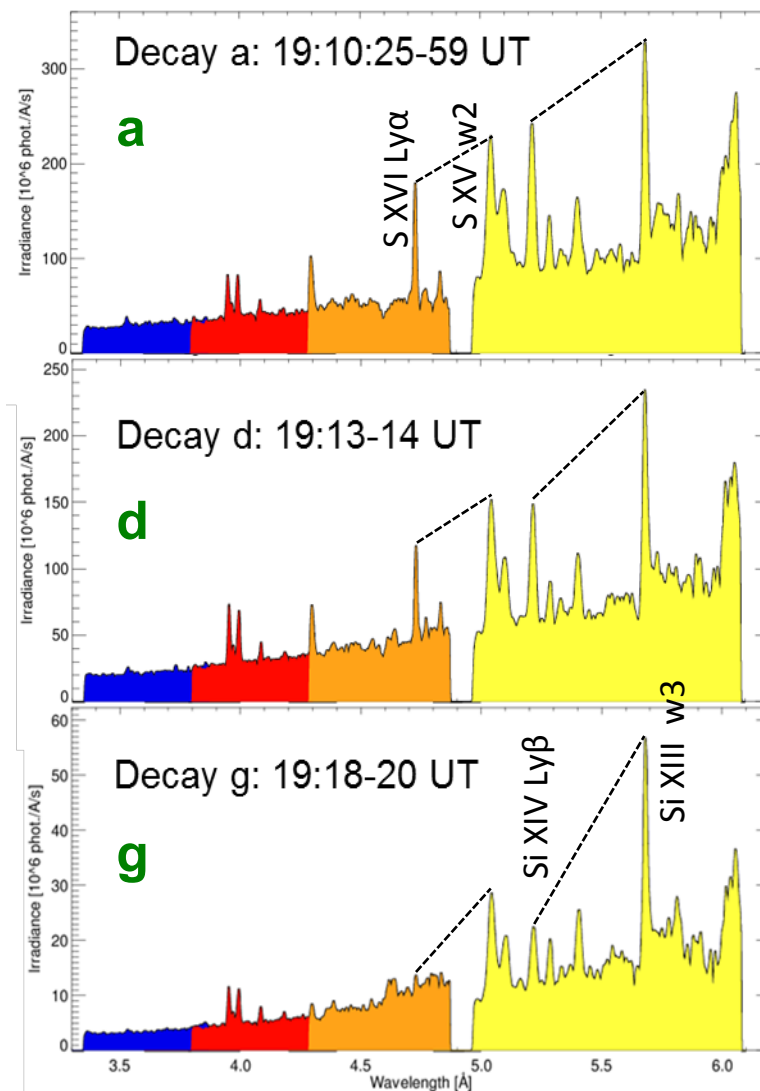 Decay a: 19:10:25-59 UT
a
S XVI Lyα
S XV w2
Irradiance [10^6 phot./A/s]
300
200
100
0
Decay d: 19:13-14 UT
d
Irradiance [10^6 phot./A/s]
250
200
150
100
50
0
Decay g: 19:18-20 UT
g
Si XIV Lyβ
Si XIII w3
Irradiance [10^6 phot./A/s]
60
50
40
30
20
10
0
3.5 4.0 4.5 5.0 5.5 6.0
Wavelength [Å]